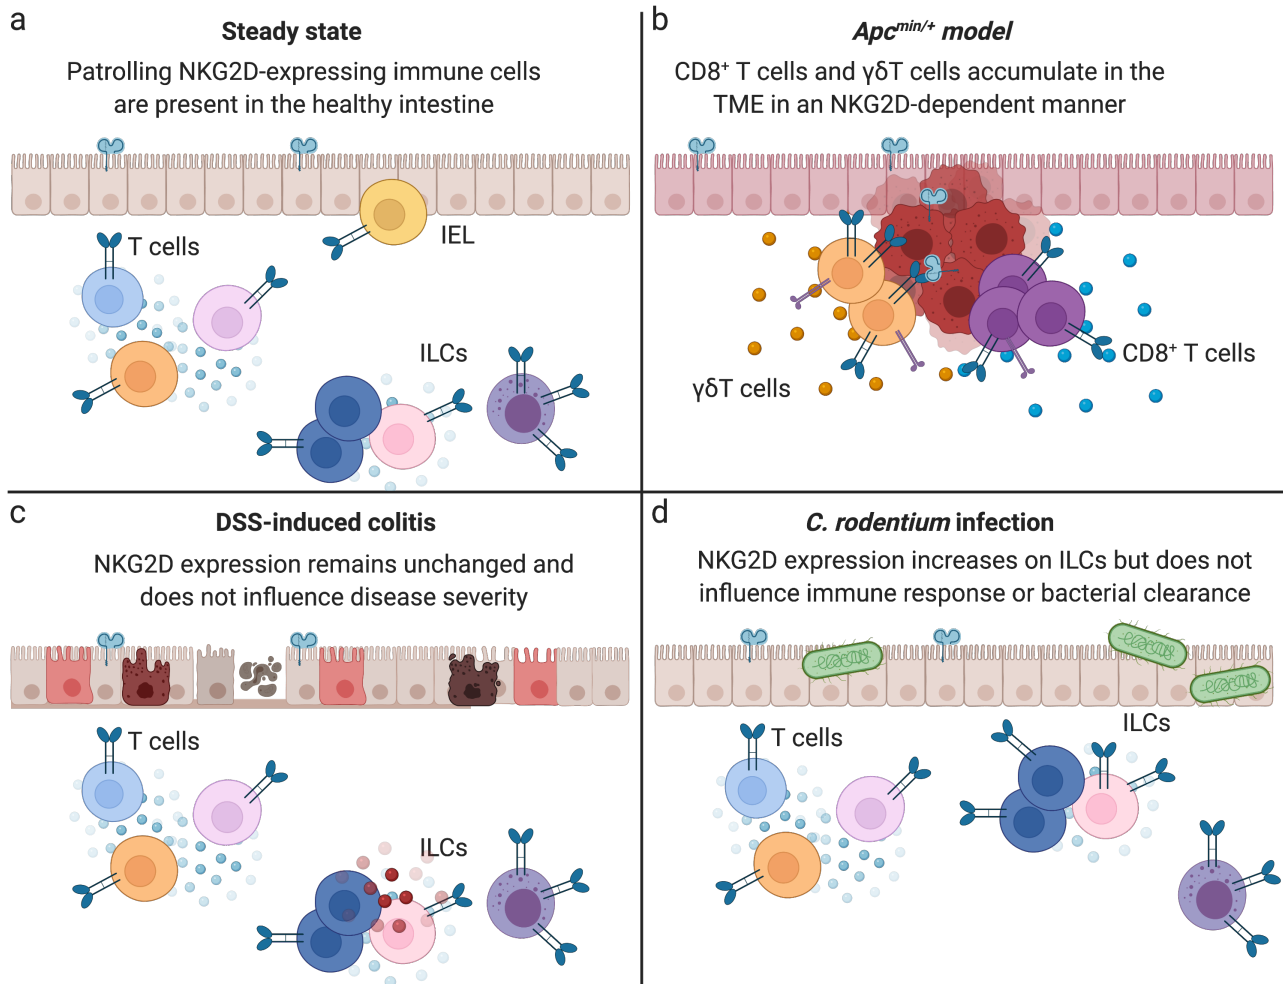 a
Steady state
Patrolling NKG2D-expressing immune cells
are present in the healthy intestine
T cells
IEL
ILCs
b
Apcmin/+ model
CD8+ T cells and γδT cells accumulate in the
TME in an NKG2D-dependent manner
γδT cells
CD8+ T cells
c
DSS-induced colitis
NKG2D expression remains unchanged and
does not influence disease severity
T cells
ILCs
d
C. rodentium infection
NKG2D expression increases on ILCs but does not
influence immune response or bacterial clearance
T cells
ILCs